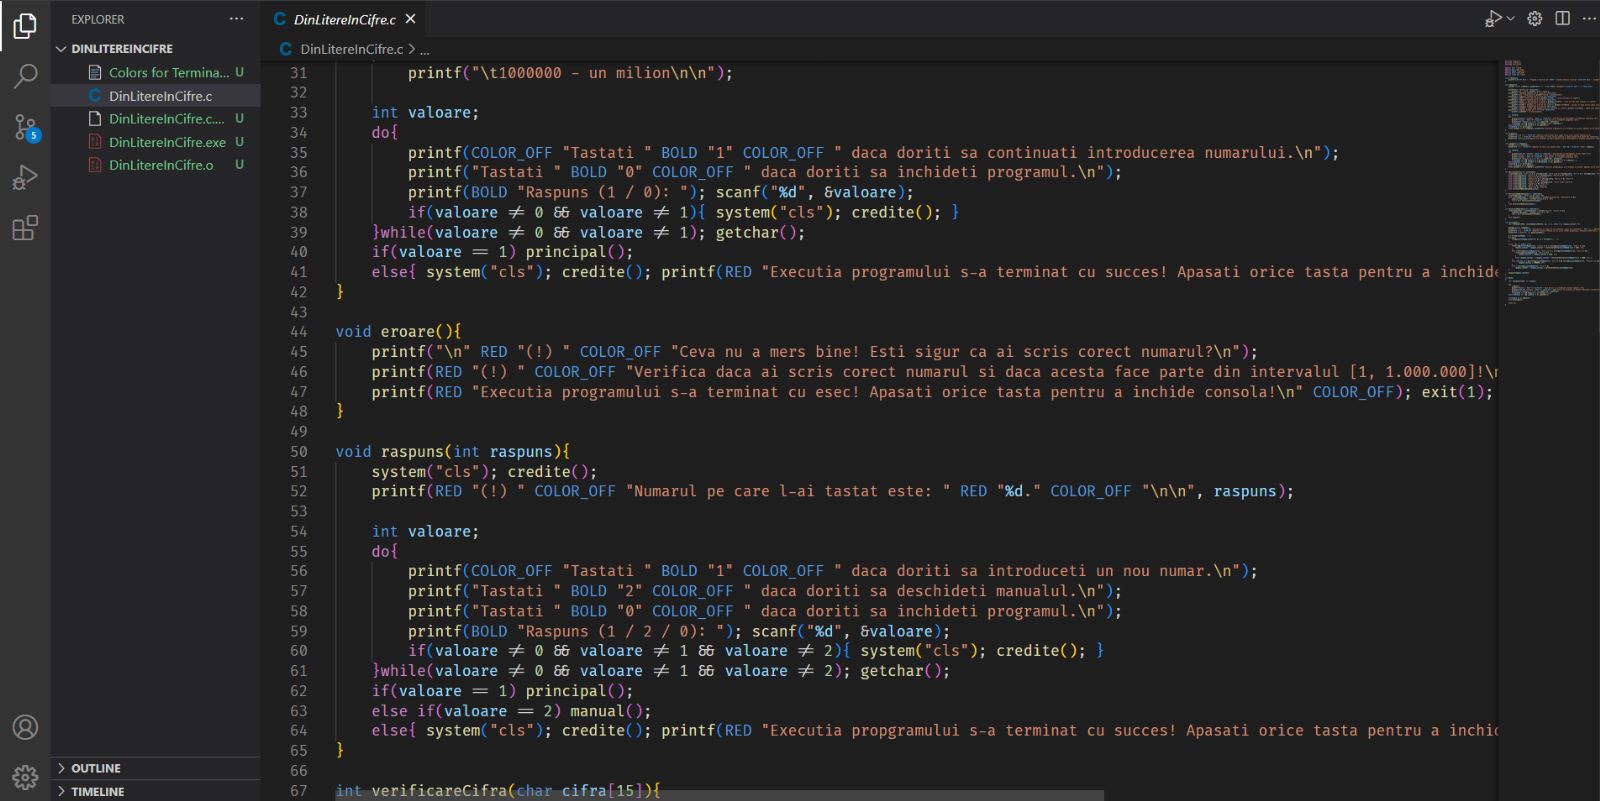 EXPLORER
DINLITEREINCIFRE
Colors for Termina... U
DinLitereInCifre.c
DinLitereInCifre.c.... U
DinLitereInCifre.exe U
DinLitereInCifre.o U
5
OUTLINE
TIMELINE
C DinLitereInCifre.c
C DinLitereInCifre.c > ...
31 printf("\t1000000 - un milion\n\n");
32
33 int valoare;
34 do{
35 printf(COLOR_OFF "Tastati " BOLD "1" COLOR_OFF " daca doriti sa continuati introducerea numarului.\n");
36 printf("Tastati " BOLD "0" COLOR_OFF " daca doriti sa inchideti programul.\n");
37 printf(BOLD "Raspuns (1 / 0): "); scanf("%d", &valoare);
38 if(valoare != 0 && valoare != 1){ system("cls"); credite(); }
39 }while(valoare != 0 && valoare != 1); getchar();
40 if(valoare == 1) principal();
41 else{ system("cls"); credite(); printf(RED "Executia programului s-a terminat cu succes! Apasati orice tasta pentru a inchide
42 }
43
44 void eroare(){
45 printf("\n" RED "(!) " COLOR_OFF "Ceva nu a mers bine! Esti sigur ca ai scris corect numarul?\n");
46 printf(RED "(!) " COLOR_OFF "Verifica daca ai scris corect numarul si daca acesta face parte din intervalul [1, 1.000.000]!\n
47 printf(RED "Executia programului s-a terminat cu esec! Apasati orice tasta pentru a inchide consola!\n" COLOR_OFF); exit(1);
48 }
49
50 void raspuns(int raspuns){
51 system("cls"); credite();
52 printf(RED "(!) " COLOR_OFF "Numarul pe care l-ai tastat este: " RED "%d." COLOR_OFF "\n\n", raspuns);
53
54 int valoare;
55 do{
56 printf(COLOR_OFF "Tastati " BOLD "1" COLOR_OFF " daca doriti sa introduceti un nou numar.\n");
57 printf("Tastati " BOLD "2" COLOR_OFF " daca doriti sa deschideti manualul.\n");
58 printf("Tastati " BOLD "0" COLOR_OFF " daca doriti sa inchideti programul.\n");
59 printf(BOLD "Raspuns (1 / 2 / 0): "); scanf("%d", &valoare);
60 if(valoare != 0 && valoare != 1 && valoare != 2){ system("cls"); credite(); }
61 }while(valoare != 0 && valoare != 1 && valoare != 2); getchar();
62 if(valoare == 1) principal();
63 else if(valoare == 2) manual();
64 else{ system("cls"); credite(); printf(RED "Executia propgramului s-a terminat cu succes! Apasati orice tasta pentru a inchid
65 }
66
67 int verificareCifra(char cifra[15]){